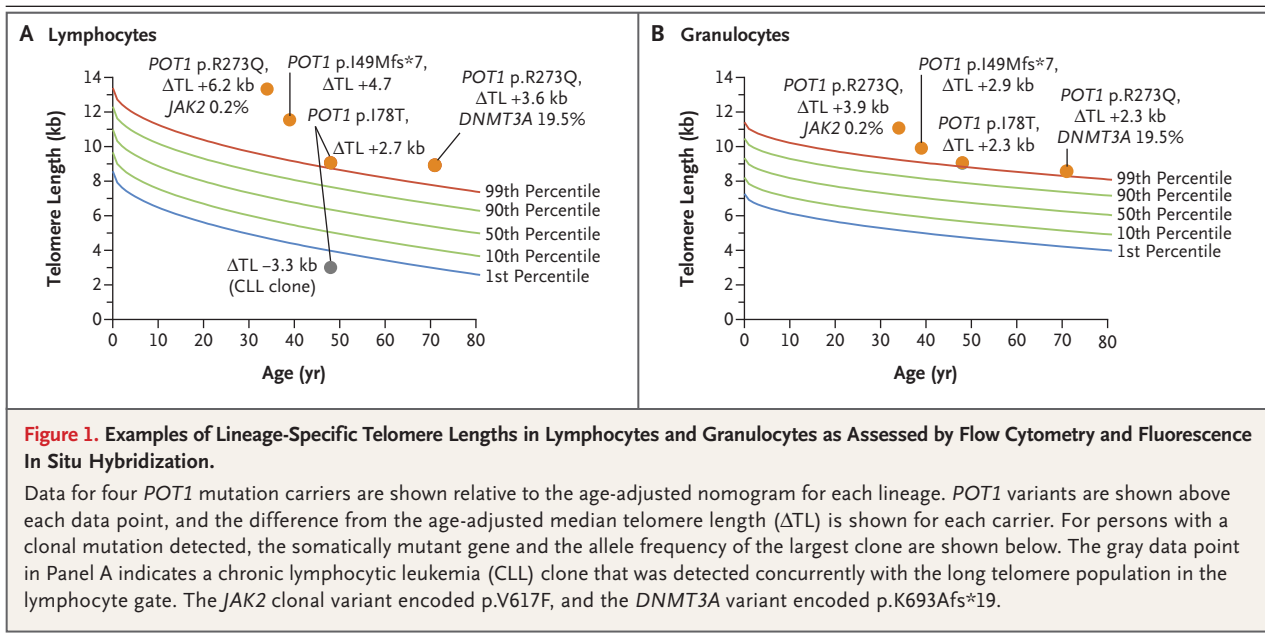 A Lymphocytes
POT1 p.R273Q,
ΔTL +6.2 kb
JAK2 0.2%
POT1 p.I49Mfs*7,
ΔTL +4.7
POT1 p.I78T,
ΔTL +2.7 kb
POT1 p.R273Q,
ΔTL +3.6 kb
DNMT3A 19.5%
ΔTL −3.3 kb
(CLL clone)
99th Percentile
90th Percentile
50th Percentile
10th Percentile
1st Percentile
Telomere Length (kb)
14
12
10
8
6
4
2
0
0 10 20 30 40 50 60 70 80
Age (yr)
B Granulocytes
POT1 p.R273Q,
ΔTL +3.9 kb
JAK2 0.2%
POT1 p.I49Mfs*7,
ΔTL +2.9 kb
POT1 p.I78T,
ΔTL +2.3 kb
POT1 p.R273Q,
ΔTL +2.3 kb
DNMT3A 19.5%
99th Percentile
90th Percentile
50th Percentile
10th Percentile
1st Percentile
Telomere Length (kb)
14
12
10
8
6
4
2
0
0 10 20 30 40 50 60 70 80
Age (yr)
Figure 1. Examples of Lineage-Specific Telomere Lengths in Lymphocytes and Granulocytes as Assessed by Flow Cytometry and Fluorescence
In Situ Hybridization.
Data for four POT1 mutation carriers are shown relative to the age-adjusted nomogram for each lineage. POT1 variants are shown above
each data point, and the difference from the age-adjusted median telomere length (ΔTL) is shown for each carrier. For persons with a
clonal mutation detected, the somatically mutant gene and the allele frequency of the largest clone are shown below. The gray data point
in Panel A indicates a chronic lymphocytic leukemia (CLL) clone that was detected concurrently with the long telomere population in the
lymphocyte gate. The JAK2 clonal variant encoded p.V617F, and the DNMT3A variant encoded p.K693Afs*19.